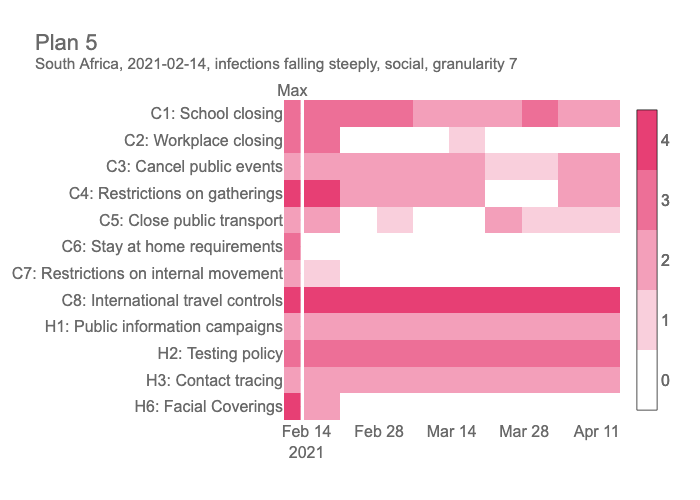 Plan 5
South Africa, 2021-02-14, infections falling steeply, social, granularity 7
Max
C1: School closing
C2: Workplace closing
C3: Cancel public events
C4: Restrictions on gatherings
C5: Close public transport
C6: Stay at home requirements
C7: Restrictions on internal movement
C8: International travel controls
H1: Public information campaigns
H2: Testing policy
H3: Contact tracing
H6: Facial Coverings
4
3
2
1
0
Feb 14 Feb 28 Mar 14 Mar 28 Apr 11
2021